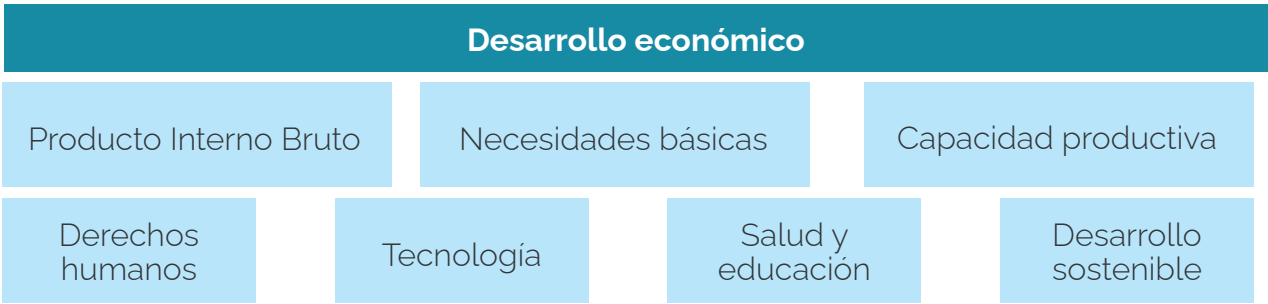 Desarrollo económico
Producto Interno Bruto
Necesidades básicas
Capacidad productiva
Derechos
humanos
Tecnología
Salud y
educación
Desarrollo
sostenible